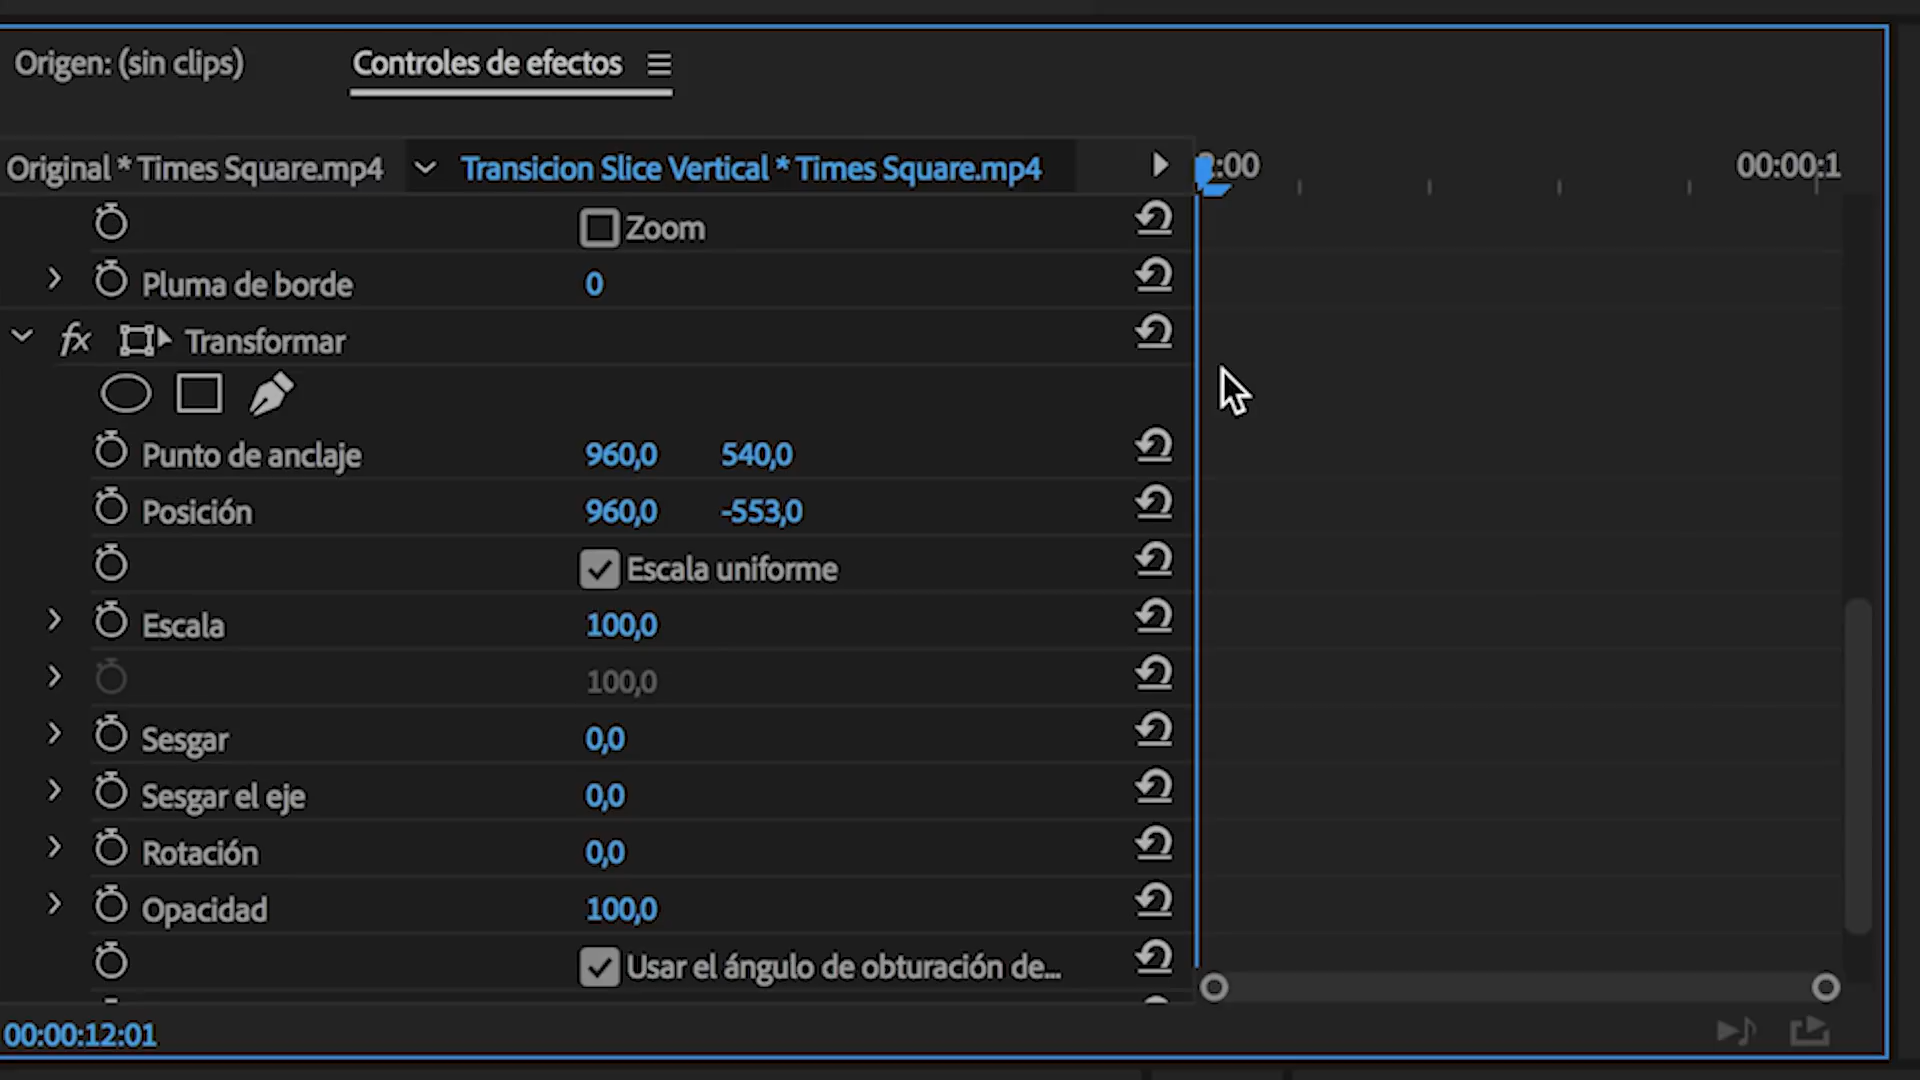 Origen: (sin clips)
Controles de efectos
Original * Times Square.mp4
Transicion Slice Vertical * Times Square.mp4
:00
00:00:1
Zoom
Pluma de borde 0
fx Transformar
Punto de anclaje 960,0 540,0
Posición 960,0 -553,0
Escala uniforme
Escala 100,0
100,0
Sesgar 0,0
Sesgar el eje 0,0
Rotación 0,0
Opacidad 100,0
Usar el ángulo de obturación de...
00:00:12:01